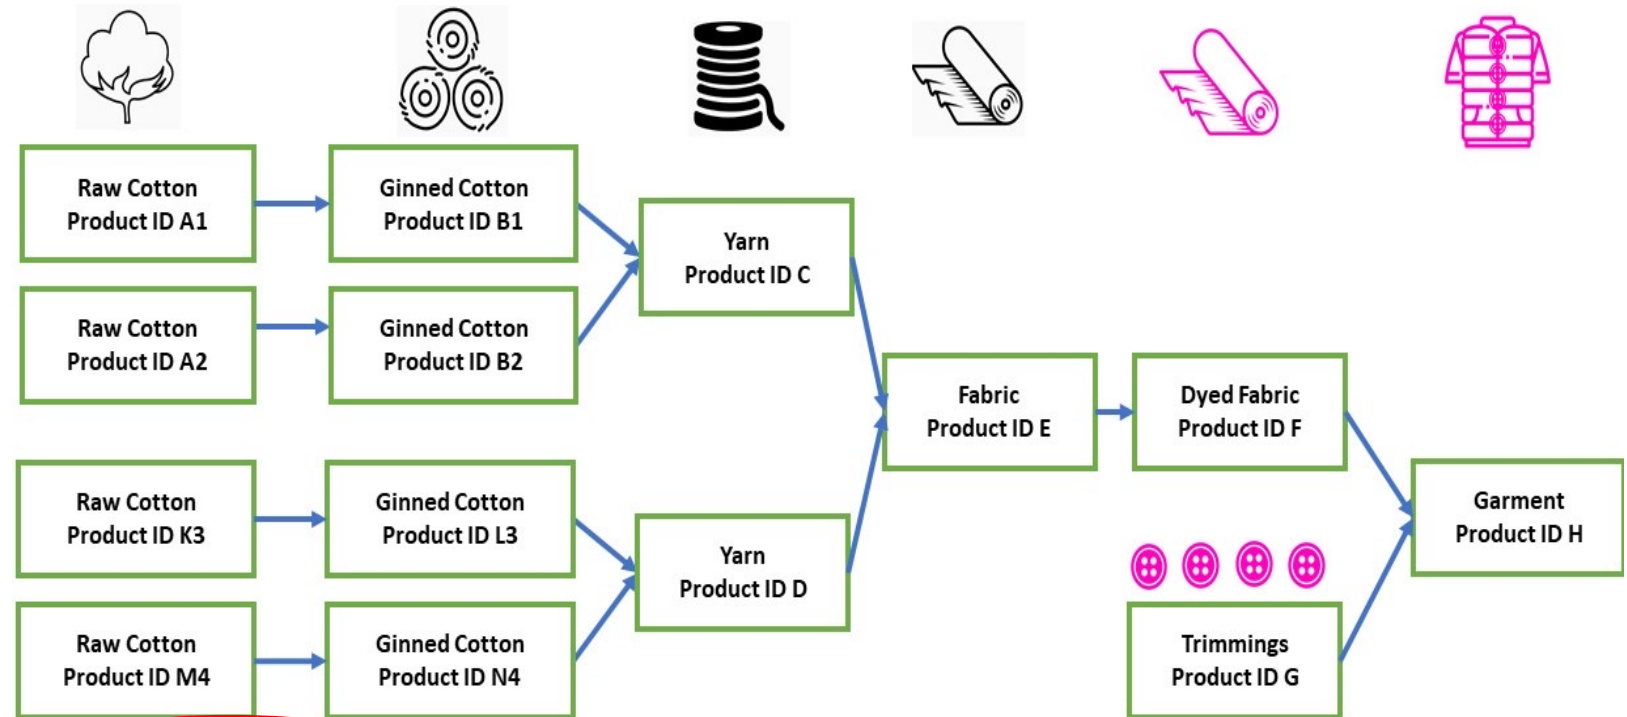 Raw Cotton
Product ID A1
Ginned Cotton
Product ID B1
Yarn
Product ID C
Raw Cotton
Product ID A2
Ginned Cotton
Product ID B2
Fabric
Product ID E
Dyed Fabric
Product ID F
Raw Cotton
Product ID K3
Ginned Cotton
Product ID L3
Yarn
Product ID D
Garment
Product ID H
Raw Cotton
Product ID M4
Ginned Cotton
Product ID N4
Trimmings
Product ID G